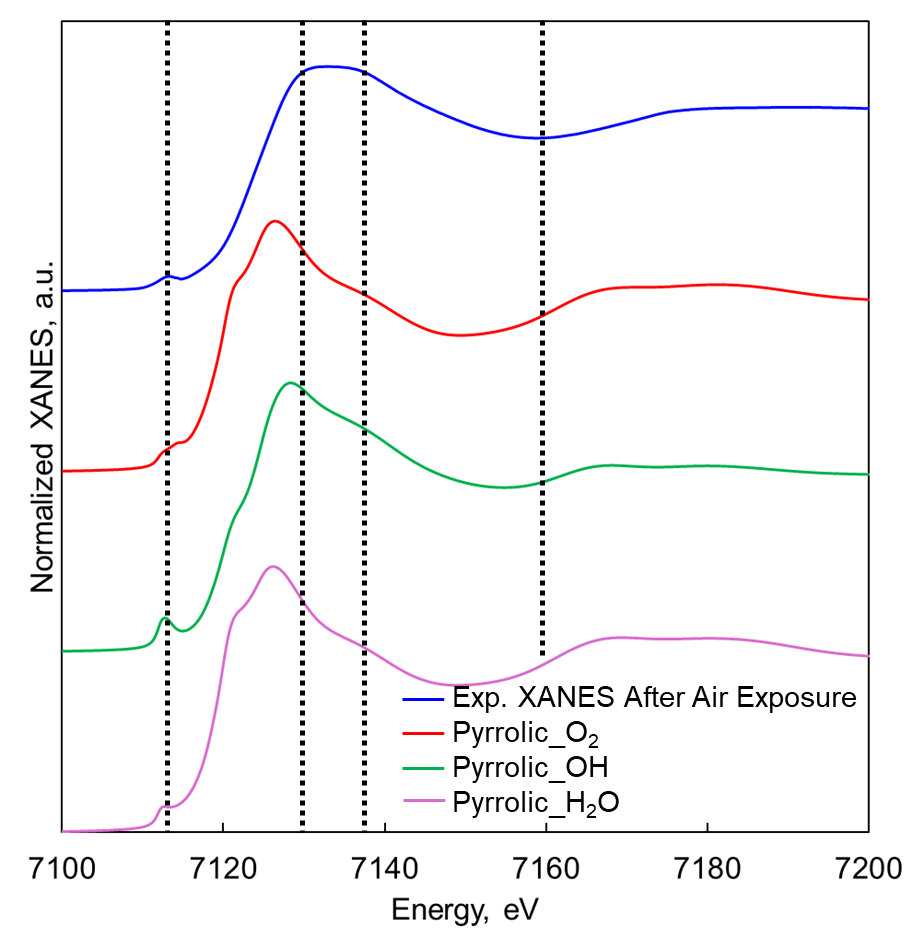 Normalized XANES, a.u.
Exp. XANES After Air Exposure
Pyrrolic_O₂
Pyrrolic_OH
Pyrrolic_H₂O
7100 7120 7140 7160 7180 7200
Energy, eV